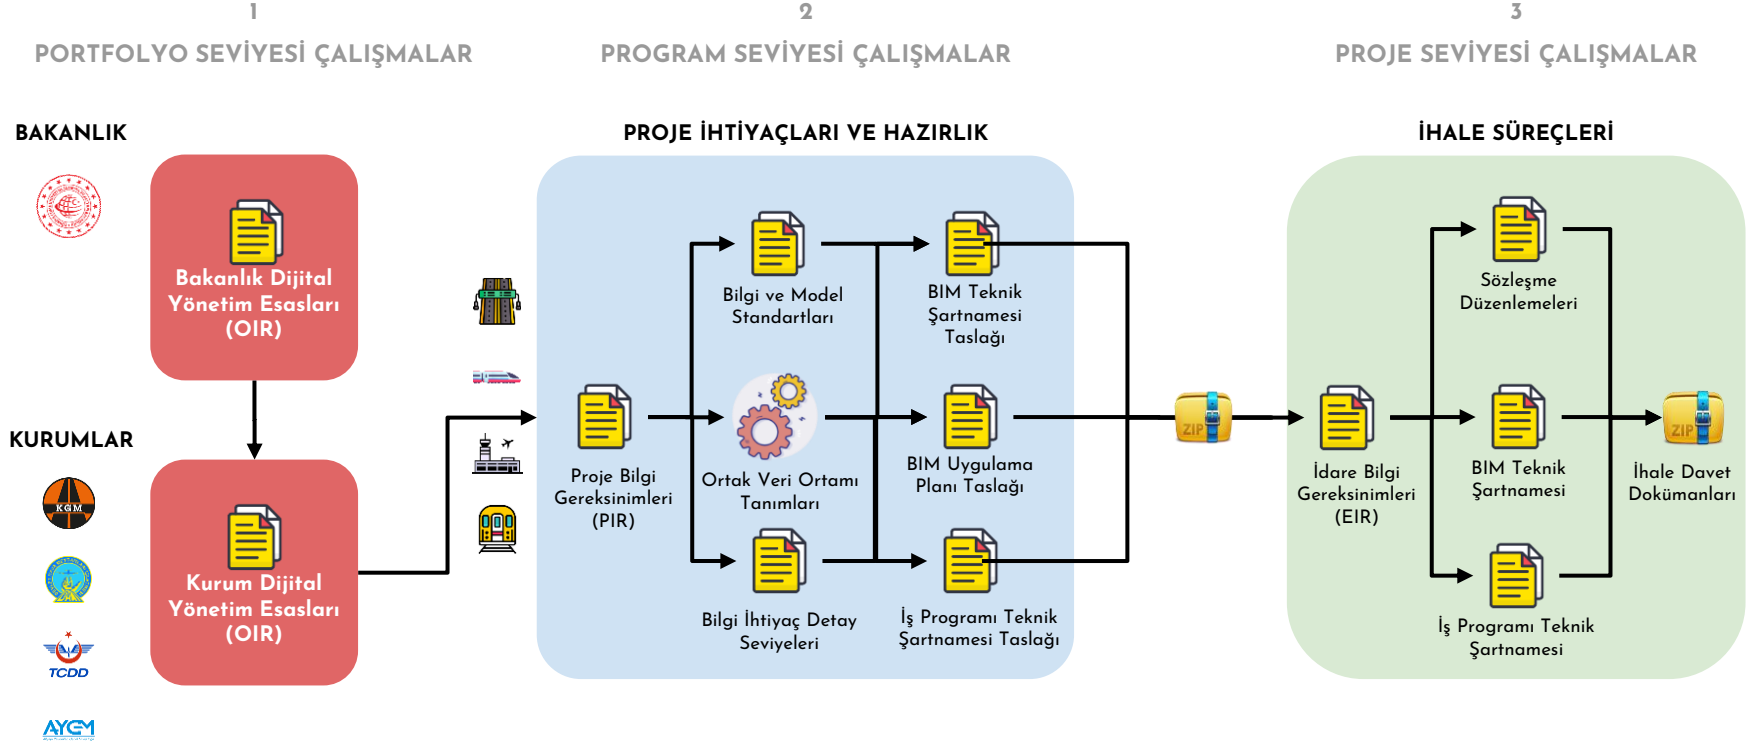 1
PORTFOLYO SEVİYESİ ÇALIŞMALAR
2
PROGRAM SEVİYESİ ÇALIŞMALAR
3
PROJE SEVİYESİ ÇALIŞMALAR
BAKANLIK
Bakanlık Dijital
Yönetim Esasları
(OIR)
KURUMLAR
KGM
TCDD
AYGM
Kurum Dijital
Yönetim Esasları
(OIR)
PROJE İHTİYAÇLARI VE HAZIRLIK
Proje Bilgi
Gereksinimleri
(PIR)
Bilgi ve Model
Standartları
Ortak Veri Ortamı
Tanımları
Bilgi İhtiyaç Detay
Seviyeleri
BIM Teknik
Şartnamesi
Taslağı
BIM Uygulama
Planı Taslağı
İş Programı Teknik
Şartnamesi Taslağı
ZIP
İHALE SÜREÇLERİ
İdare Bilgi
Gereksinimleri
(EIR)
Sözleşme
Düzenlemeleri
BIM Teknik
Şartnamesi
İş Programı Teknik
Şartnamesi
ZIP
İhale Davet
Dokümanları